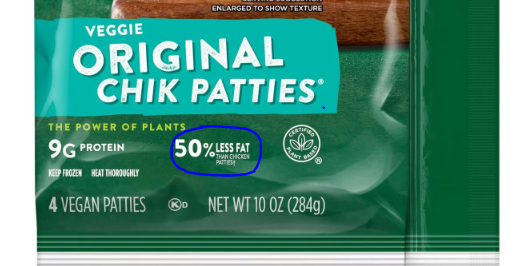 ENLARGED TO SHOW TEXTURE
VEGGIE
ORIGINAL
CHIK PATTIES®
THE POWER OF PLANTS
9G PROTEIN
50% LESS FAT
THAN CHICKEN
PATTIES†
KEEP FROZEN HEAT THOROUGHLY
CERTIFIED
PLANT BASED
®
4 VEGAN PATTIES
K D
NET WT 10 OZ (284g)